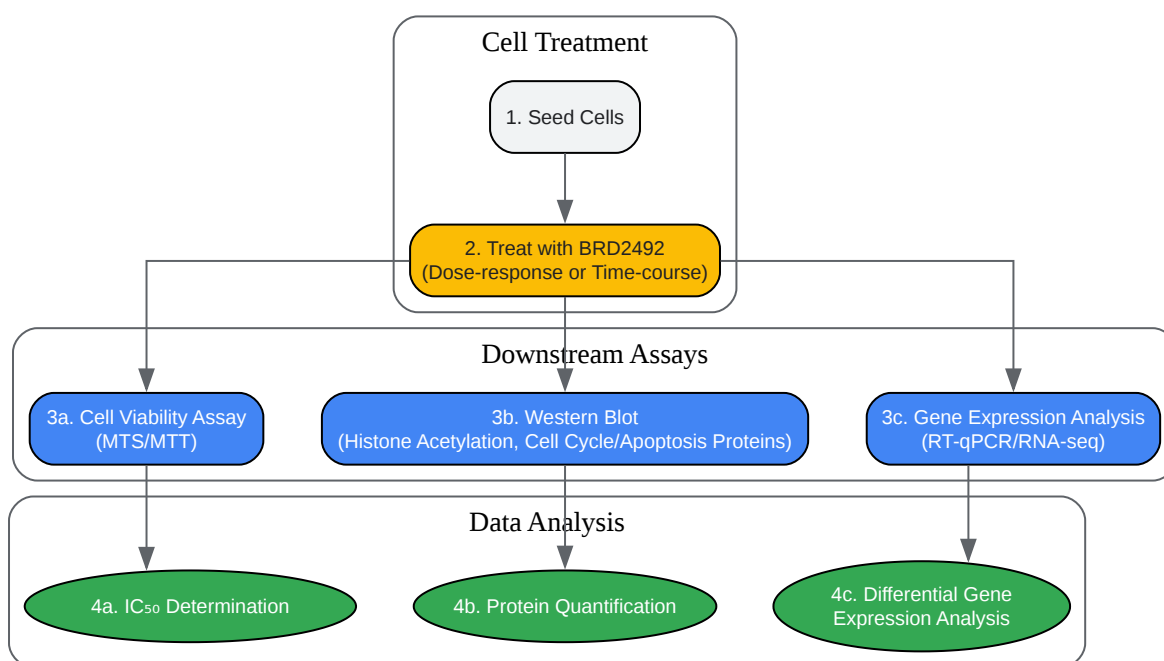 Cell Treatment
1. Seed Cells
2. Treat with BRD2492
(Dose-response or Time-course)
Downstream Assays
3a. Cell Viability Assay
(MTS/MTT)
3b. Western Blot
(Histone Acetylation, Cell Cycle/Apoptosis Proteins)
3c. Gene Expression Analysis
(RT-qPCR/RNA-seq)
Data Analysis
4a. IC₅₀ Determination
4b. Protein Quantification
4c. Differential Gene
Expression Analysis